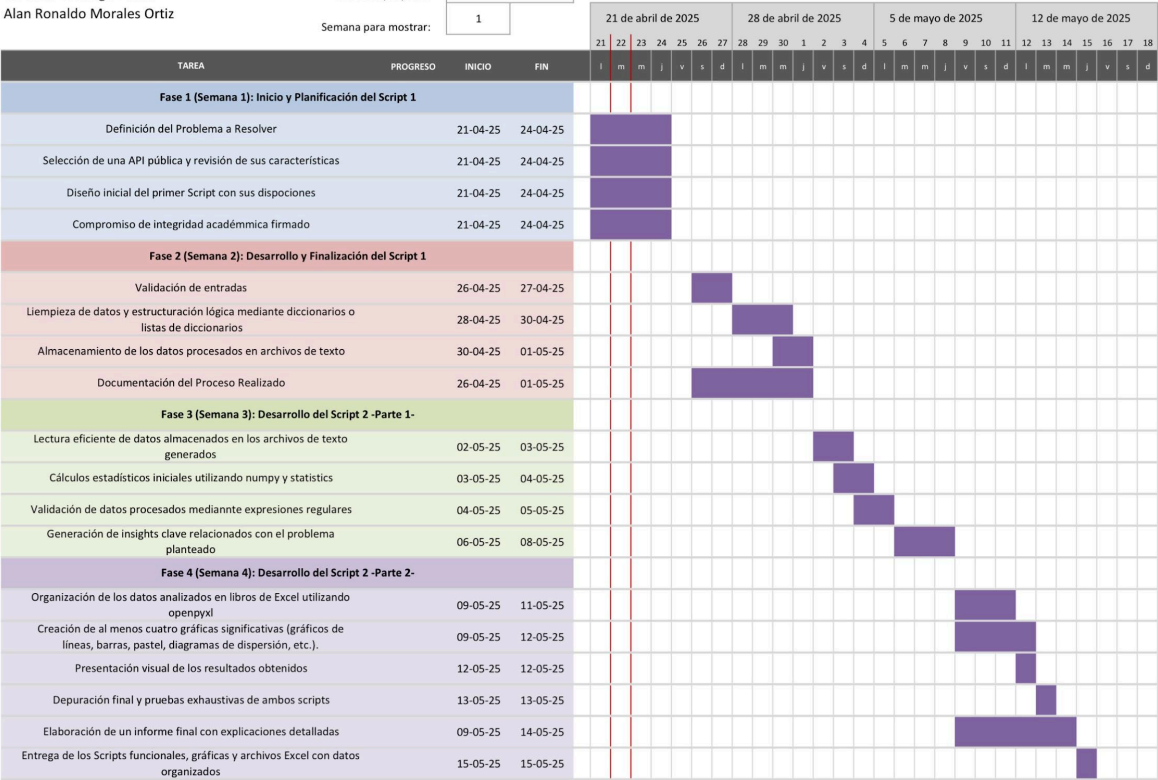 Alan Ronaldo Morales Ortiz
Semana para mostrar: 1
21 de abril de 2025 28 de abril de 2025 5 de mayo de 2025 12 de mayo de 2025
21 22 23 24 25 26 27 28 29 30 1 2 3 4 5 6 7 8 9 10 11 12 13 14 15 16 17 18
TAREA PROGRESO INICIO FIN l m m j v s d l m m j v s d l m m j v s d l m m j v s d
Fase 1 (Semana 1): Inicio y Planificación del Script 1
Definición del Problema a Resolver 21-04-25 24-04-25
Selección de una API pública y revisión de sus características 21-04-25 24-04-25
Diseño inicial del primer Script con sus dispociones 21-04-25 24-04-25
Compromiso de integridad académmica firmado 21-04-25 24-04-25
Fase 2 (Semana 2): Desarrollo y Finalización del Script 1
Validación de entradas 26-04-25 27-04-25
Liempieza de datos y estructuración lógica mediante diccionarios o
listas de diccionarios 28-04-25 30-04-25
Almacenamiento de los datos procesados en archivos de texto 30-04-25 01-05-25
Documentación del Proceso Realizado 26-04-25 01-05-25
Fase 3 (Semana 3): Desarrollo del Script 2 -Parte 1-
Lectura eficiente de datos almacenados en los archivos de texto
generados 02-05-25 03-05-25
Cálculos estadísticos iniciales utilizando numpy y statistics 03-05-25 04-05-25
Validación de datos procesados mediannte expresiones regulares 04-05-25 05-05-25
Generación de insights clave relacionados con el problema
planteado 06-05-25 08-05-25
Fase 4 (Semana 4): Desarrollo del Script 2 -Parte 2-
Organización de los datos analizados en libros de Excel utilizando
openpyxl 09-05-25 11-05-25
Creación de al menos cuatro gráficas significativas (gráficos de
líneas, barras, pastel, diagramas de dispersión, etc.). 09-05-25 12-05-25
Presentación visual de los resultados obtenidos 12-05-25 12-05-25
Depuración final y pruebas exhaustivas de ambos scripts 13-05-25 13-05-25
Elaboración de un informe final con explicaciones detalladas 09-05-25 14-05-25
Entrega de los Scripts funcionales, gráficas y archivos Excel con datos
organizados 15-05-25 15-05-25